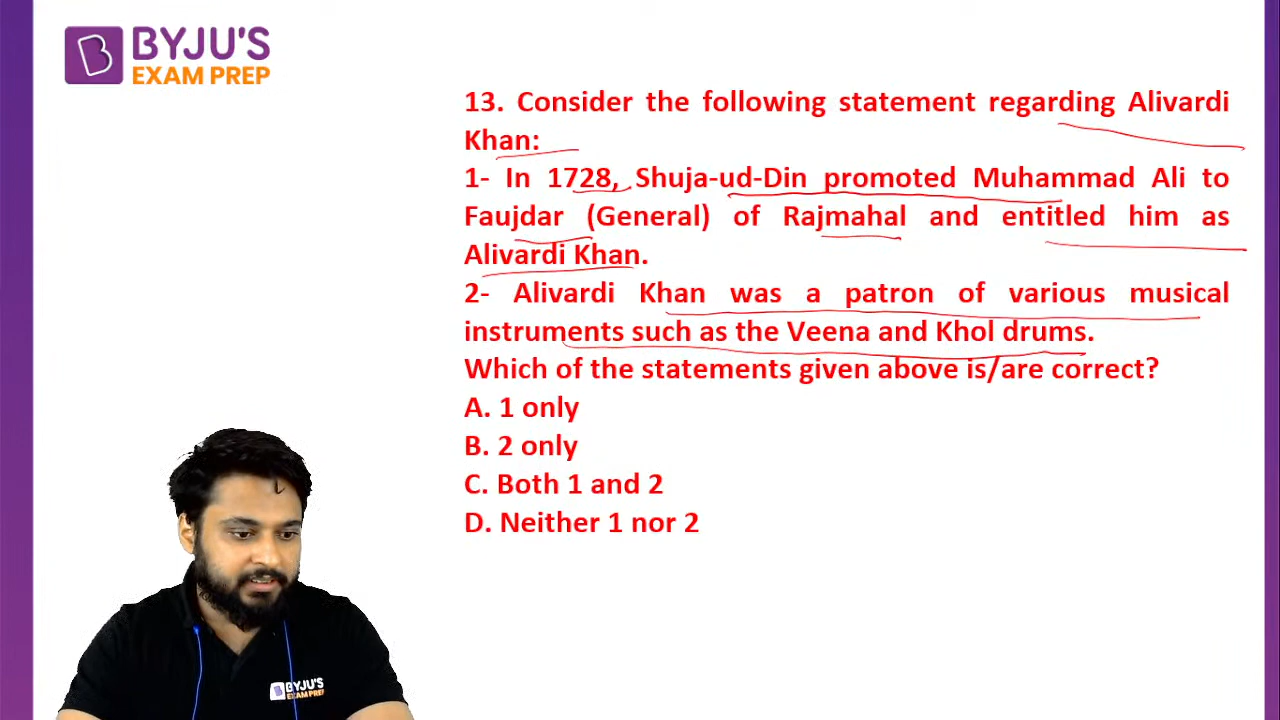 BYJU'S
EXAM PREP
13. Consider the following statement regarding Alivardi
Khan:
1- In 1728, Shuja-ud-Din promoted Muhammad Ali to
Faujdar (General) of Rajmahal and entitled him as
Alivardi Khan.
2- Alivardi Khan was a patron of various musical
instruments such as the Veena and Khol drums.
Which of the statements given above is/are correct?
A. 1 only
B. 2 only
C. Both 1 and 2
D. Neither 1 nor 2
BYJU'S
EXAM PREP